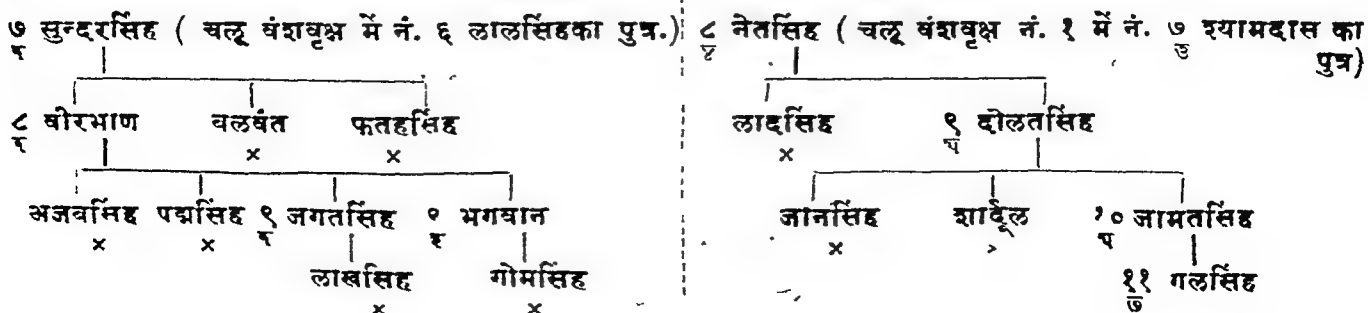 ७ सुन्दरसिंह ( चलू वंशवृक्ष में नं. ६ लालसिंहका पुत्र.)
८ वोरभाण वलवंत फतहसिंह
× ×
अजवसिंह पद्मसिंह ९ जगतसिंह ९ भगवान
× ×
लाखसिंह गोमसिंह
× ×
८ नेतसिंह ( चलू वंशवृक्ष नं. १ में नं. ७ श्यामदास का
पुत्र)
लादसिंह ९ दोलतसिंह
×
जानसिंह शार्दूल १० जामतसिंह
×
११ गलसिंह